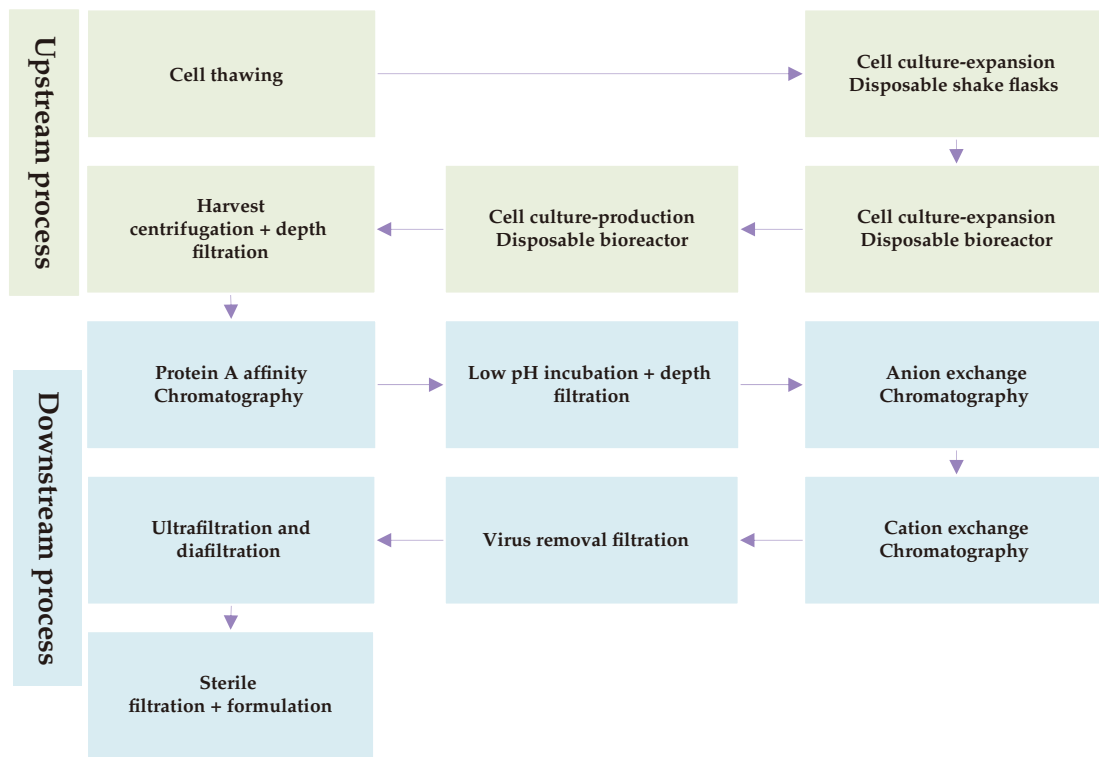 Upstream process
Cell thawing
Cell culture-expansion
Disposable shake flasks
Cell culture-expansion
Disposable bioreactor
Cell culture-production
Disposable bioreactor
Harvest
centrifugation + depth
filtration
Downstream process
Protein A affinity
Chromatography
Low pH incubation + depth
filtration
Anion exchange
Chromatography
Cation exchange
Chromatography
Virus removal filtration
Ultrafiltration and
diafiltration
Sterile
filtration + formulation